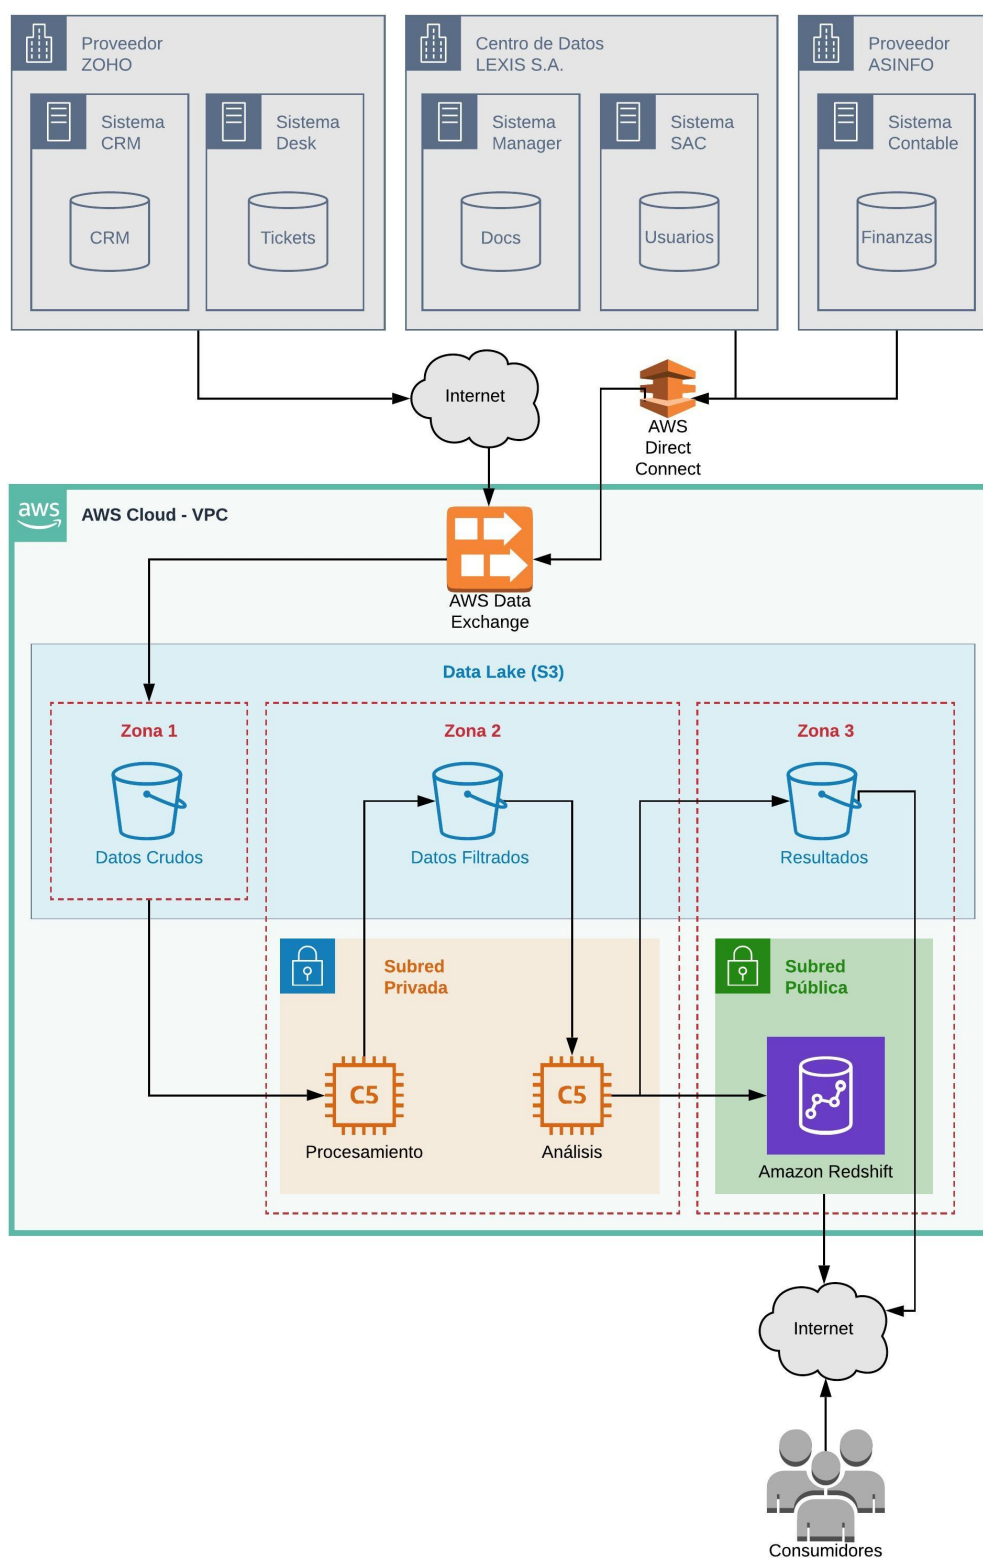 Proveedor
ZOHO
Sistema
CRM
CRM
Sistema
Desk
Tickets
Centro de Datos
LEXIS S.A.
Sistema
Manager
Docs
Sistema
SAC
Usuarios
Proveedor
ASINFO
Sistema
Contable
Finanzas
Internet
AWS
Direct
Connect
aws
AWS Cloud - VPC
AWS Data
Exchange
Data Lake (S3)
Zona 1
Datos Crudos
Zona 2
Datos Filtrados
Zona 3
Resultados
Subred
Privada
C5
Procesamiento
C5
Análisis
Subred
Pública
Amazon Redshift
Internet
Consumidores